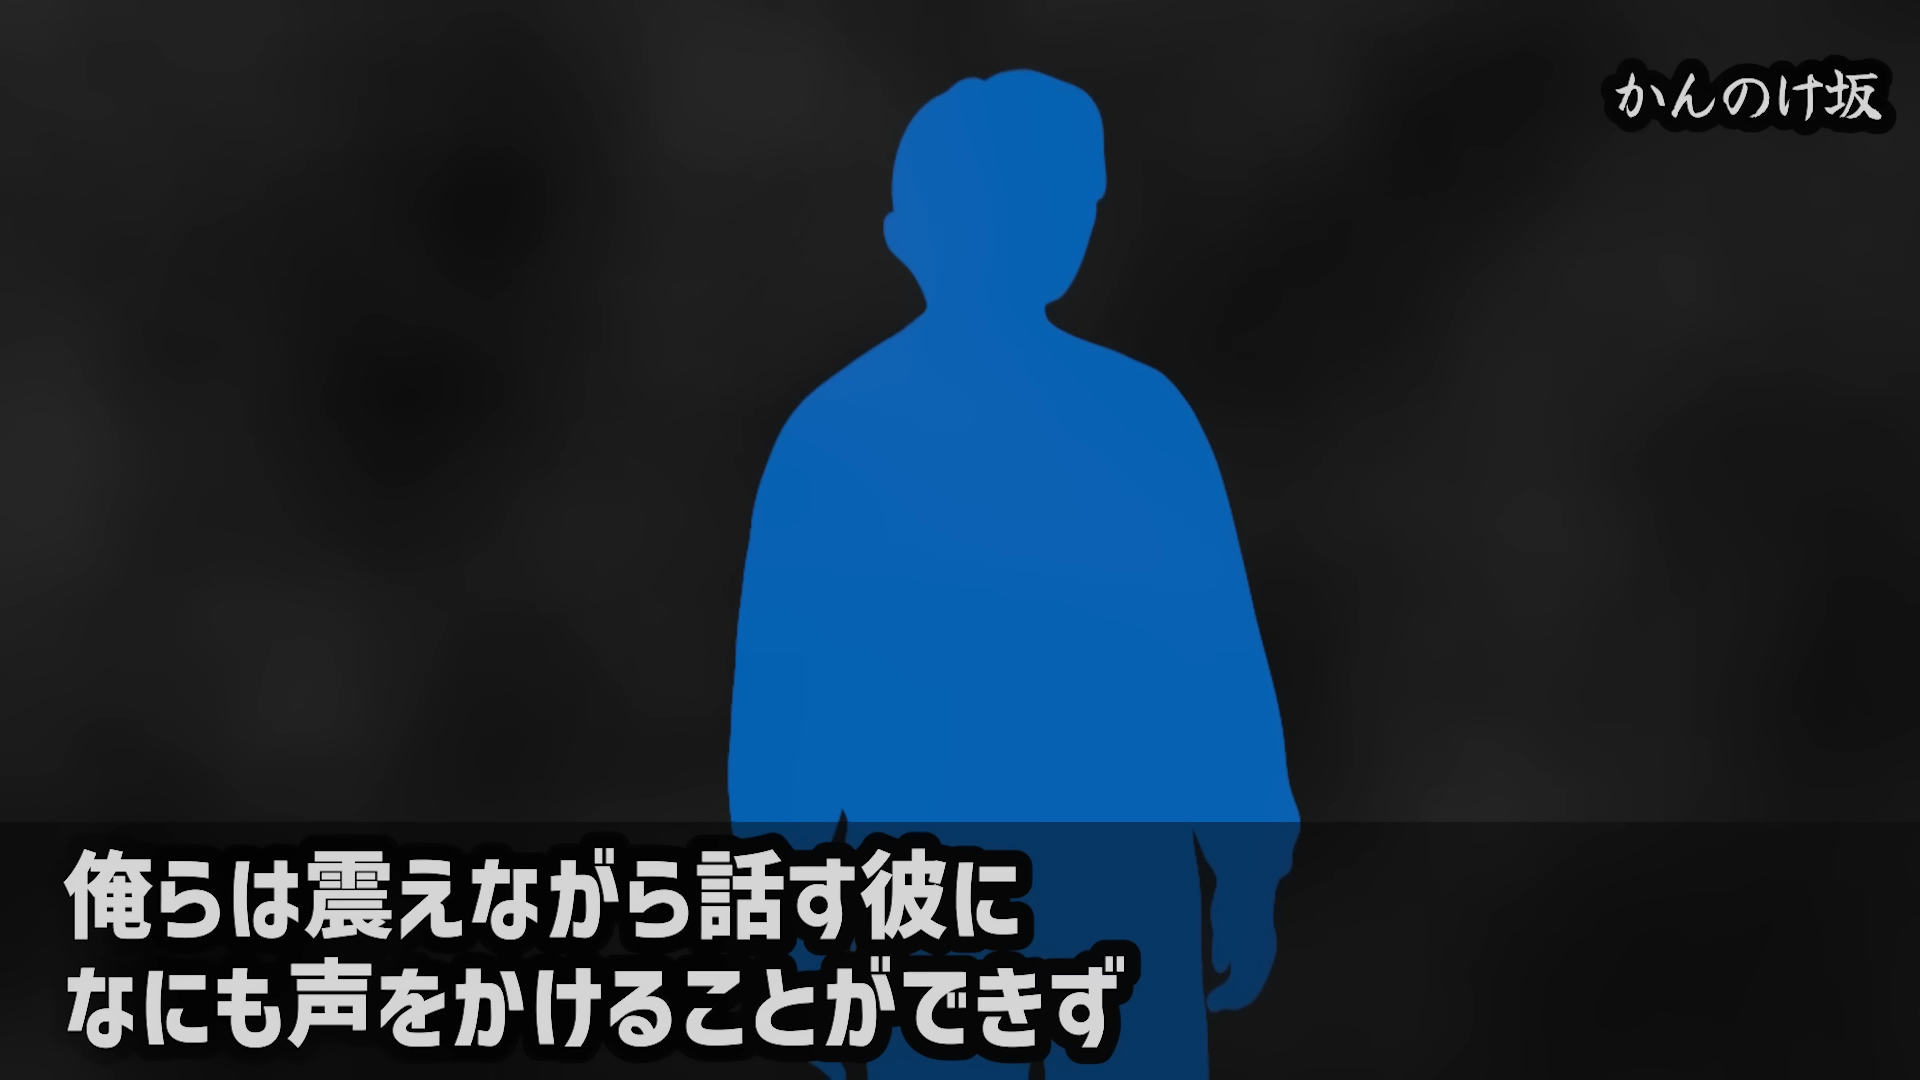 かんのけ坂
俺らは震えながら話す彼に
なにも声をかけることができず